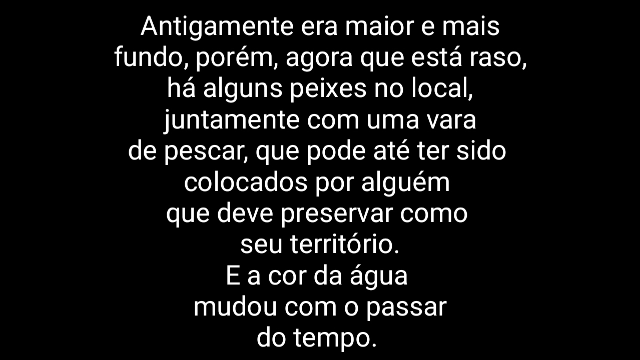 Antigamente era maior e mais
fundo, porém, agora que está raso,
há alguns peixes no local,
juntamente com uma vara
de pescar, que pode até ter sido
colocados por alguém
que deve preservar como
seu território.
E a cor da água
mudou com o passar
do tempo.